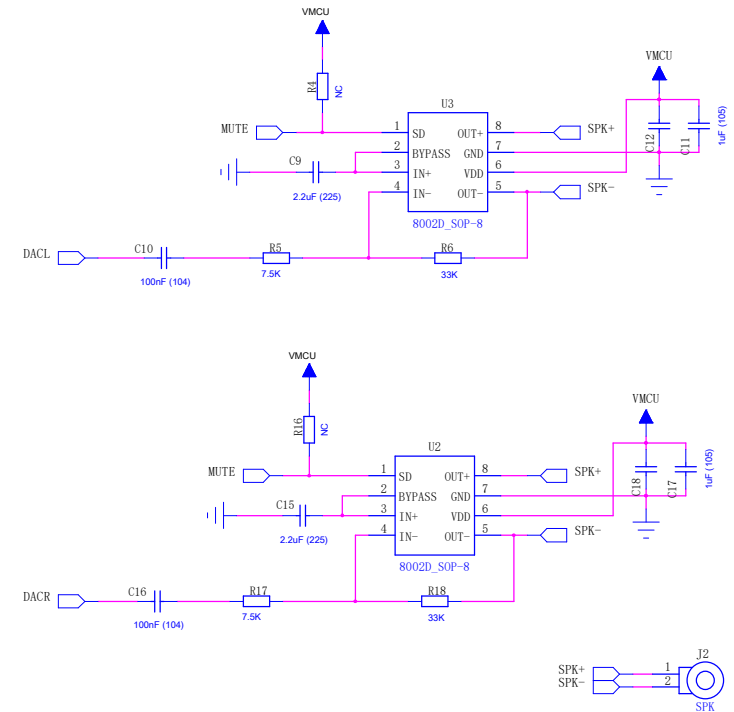 VMCU
R4
NC
VMCU
MUTE
U3
1 SD OUT+ 8 SPK+
2 BYPASS GND 7
3 IN+ VDD 6
4 IN- OUT- 5 SPK-
C9
2.2uF (225)
C12
C11
1uF (105)
8002D_SOP-8
DACL
C10
100nF (104)
R5
7.5K
R6
33K
VMCU
R16
NC
VMCU
MUTE
U2
1 SD OUT+ 8 SPK+
2 BYPASS GND 7
3 IN+ VDD 6
4 IN- OUT- 5 SPK-
C15
2.2uF (225)
C18
C17
1uF (105)
8002D_SOP-8
DACR
C16
100nF (104)
R17
7.5K
R18
33K
J2
SPK+ 1
SPK- 2
SPK